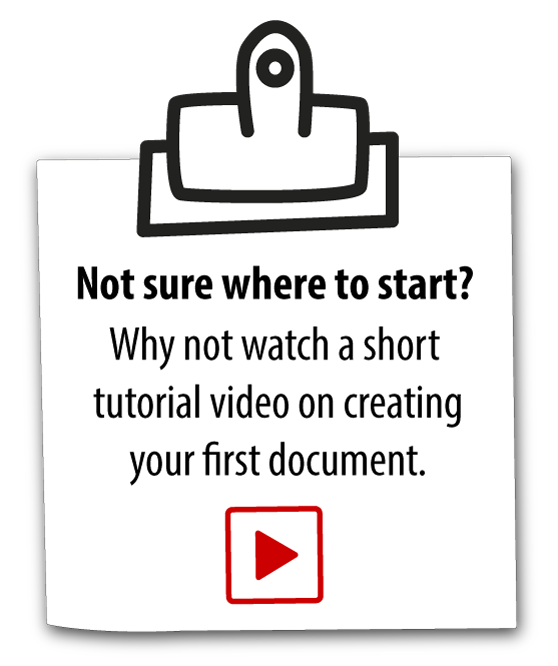 Not sure where to start?
Why not watch a short
tutorial video on creating
your first document.